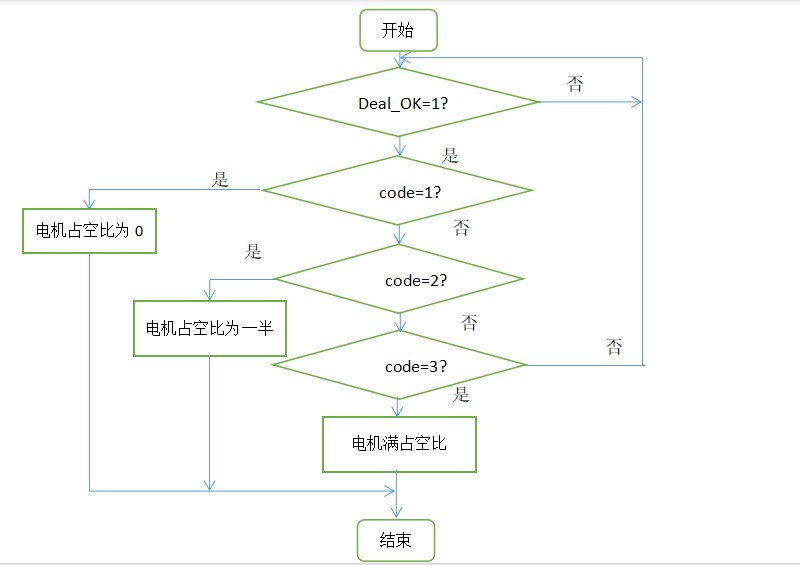 开始
否
Deal_OK=1?
是
是
code=1?
否
电机占空比为 0
是
code=2?
否
电机占空比为一半
否
code=3?
是
电机满占空比
结束